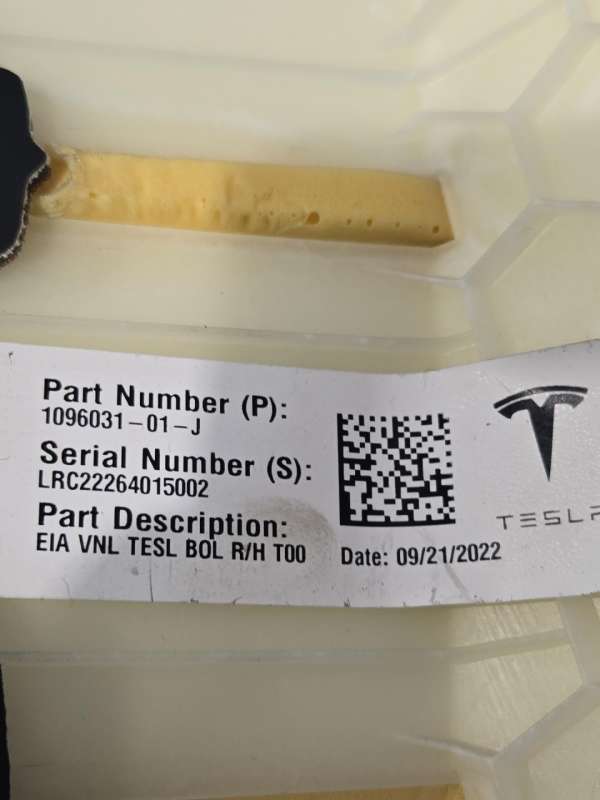 Part Number (P):
1096031-01-J
Serial Number (S):
LRC22264015002
Part Description:
EIA VNL TESL BOL R/H T00
Date: 09/21/2022
TESLA